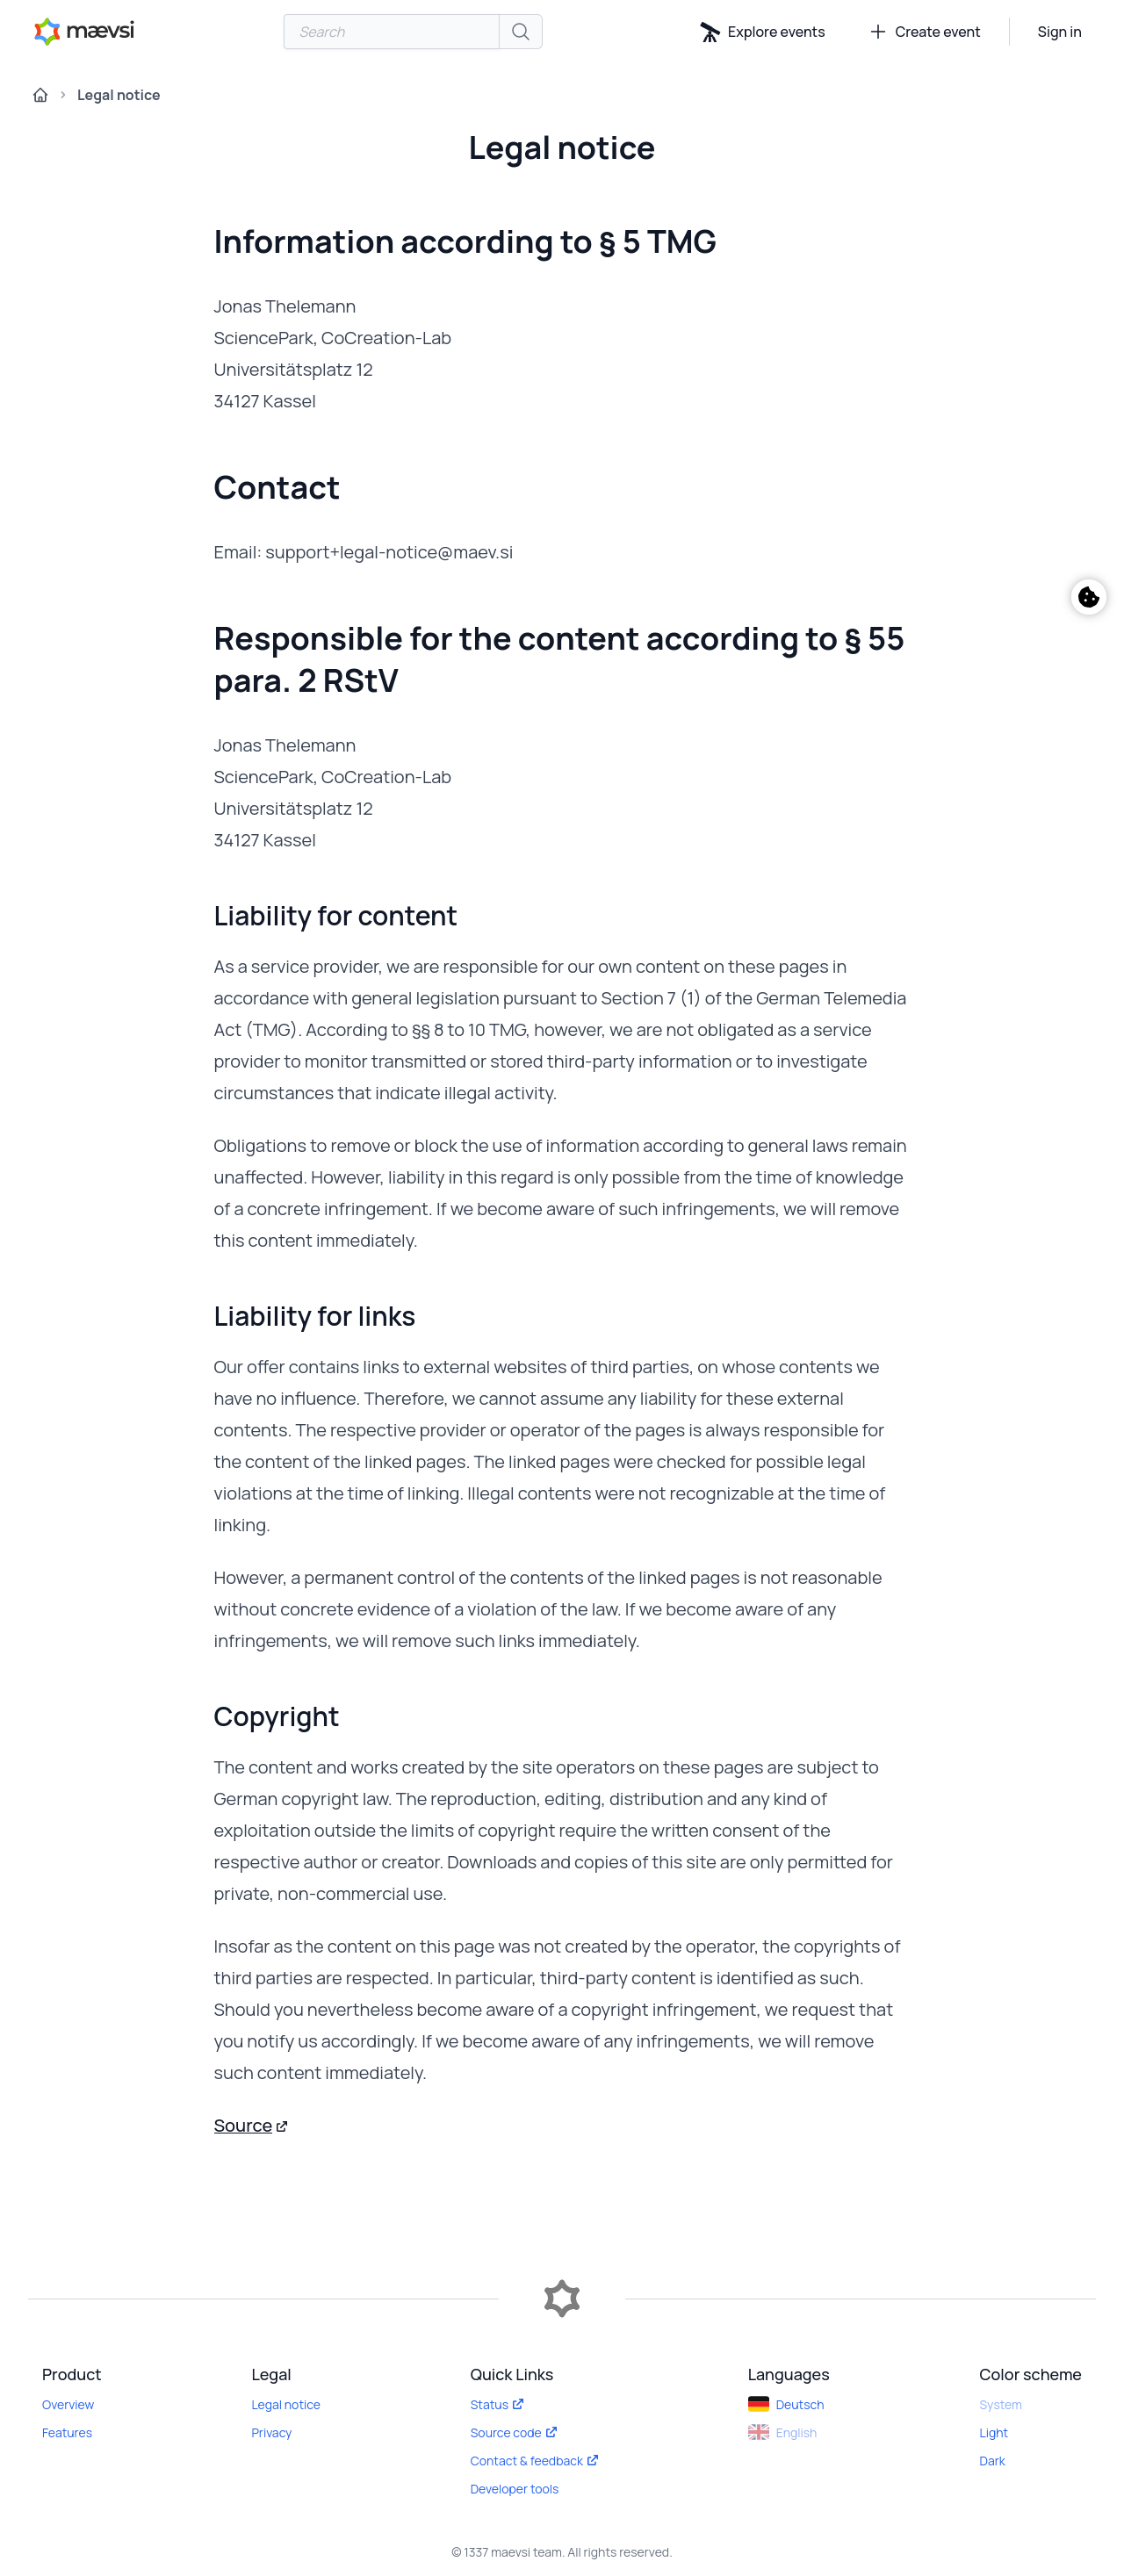 mævsi
Search
Explore events
Create event
Sign in
Legal notice
Legal notice
Information according to § 5 TMG
Jonas Thelemann
SciencePark, CoCreation-Lab
Universitätsplatz 12
34127 Kassel
Contact
Email: support+legal-notice@maev.si
Responsible for the content according to § 55
para. 2 RStV
Jonas Thelemann
SciencePark, CoCreation-Lab
Universitätsplatz 12
34127 Kassel
Liability for content
As a service provider, we are responsible for our own content on these pages in
accordance with general legislation pursuant to Section 7 (1) of the German Telemedia
Act (TMG). According to §§ 8 to 10 TMG, however, we are not obligated as a service
provider to monitor transmitted or stored third-party information or to investigate
circumstances that indicate illegal activity.
Obligations to remove or block the use of information according to general laws remain
unaffected. However, liability in this regard is only possible from the time of knowledge
of a concrete infringement. If we become aware of such infringements, we will remove
this content immediately.
Liability for links
Our offer contains links to external websites of third parties, on whose contents we
have no influence. Therefore, we cannot assume any liability for these external
contents. The respective provider or operator of the pages is always responsible for
the content of the linked pages. The linked pages were checked for possible legal
violations at the time of linking. Illegal contents were not recognizable at the time of
linking.
However, a permanent control of the contents of the linked pages is not reasonable
without concrete evidence of a violation of the law. If we become aware of any
infringements, we will remove such links immediately.
Copyright
The content and works created by the site operators on these pages are subject to
German copyright law. The reproduction, editing, distribution and any kind of
exploitation outside the limits of copyright require the written consent of the
respective author or creator. Downloads and copies of this site are only permitted for
private, non-commercial use.
Insofar as the content on this page was not created by the operator, the copyrights of
third parties are respected. In particular, third-party content is identified as such.
Should you nevertheless become aware of a copyright infringement, we request that
you notify us accordingly. If we become aware of any infringements, we will remove
such content immediately.
Source
Product
Overview
Features
Legal
Legal notice
Privacy
Quick Links
Status
Source code
Contact & feedback
Developer tools
Languages
Deutsch
English
Color scheme
System
Light
Dark
© 1337 maevsi team. All rights reserved.